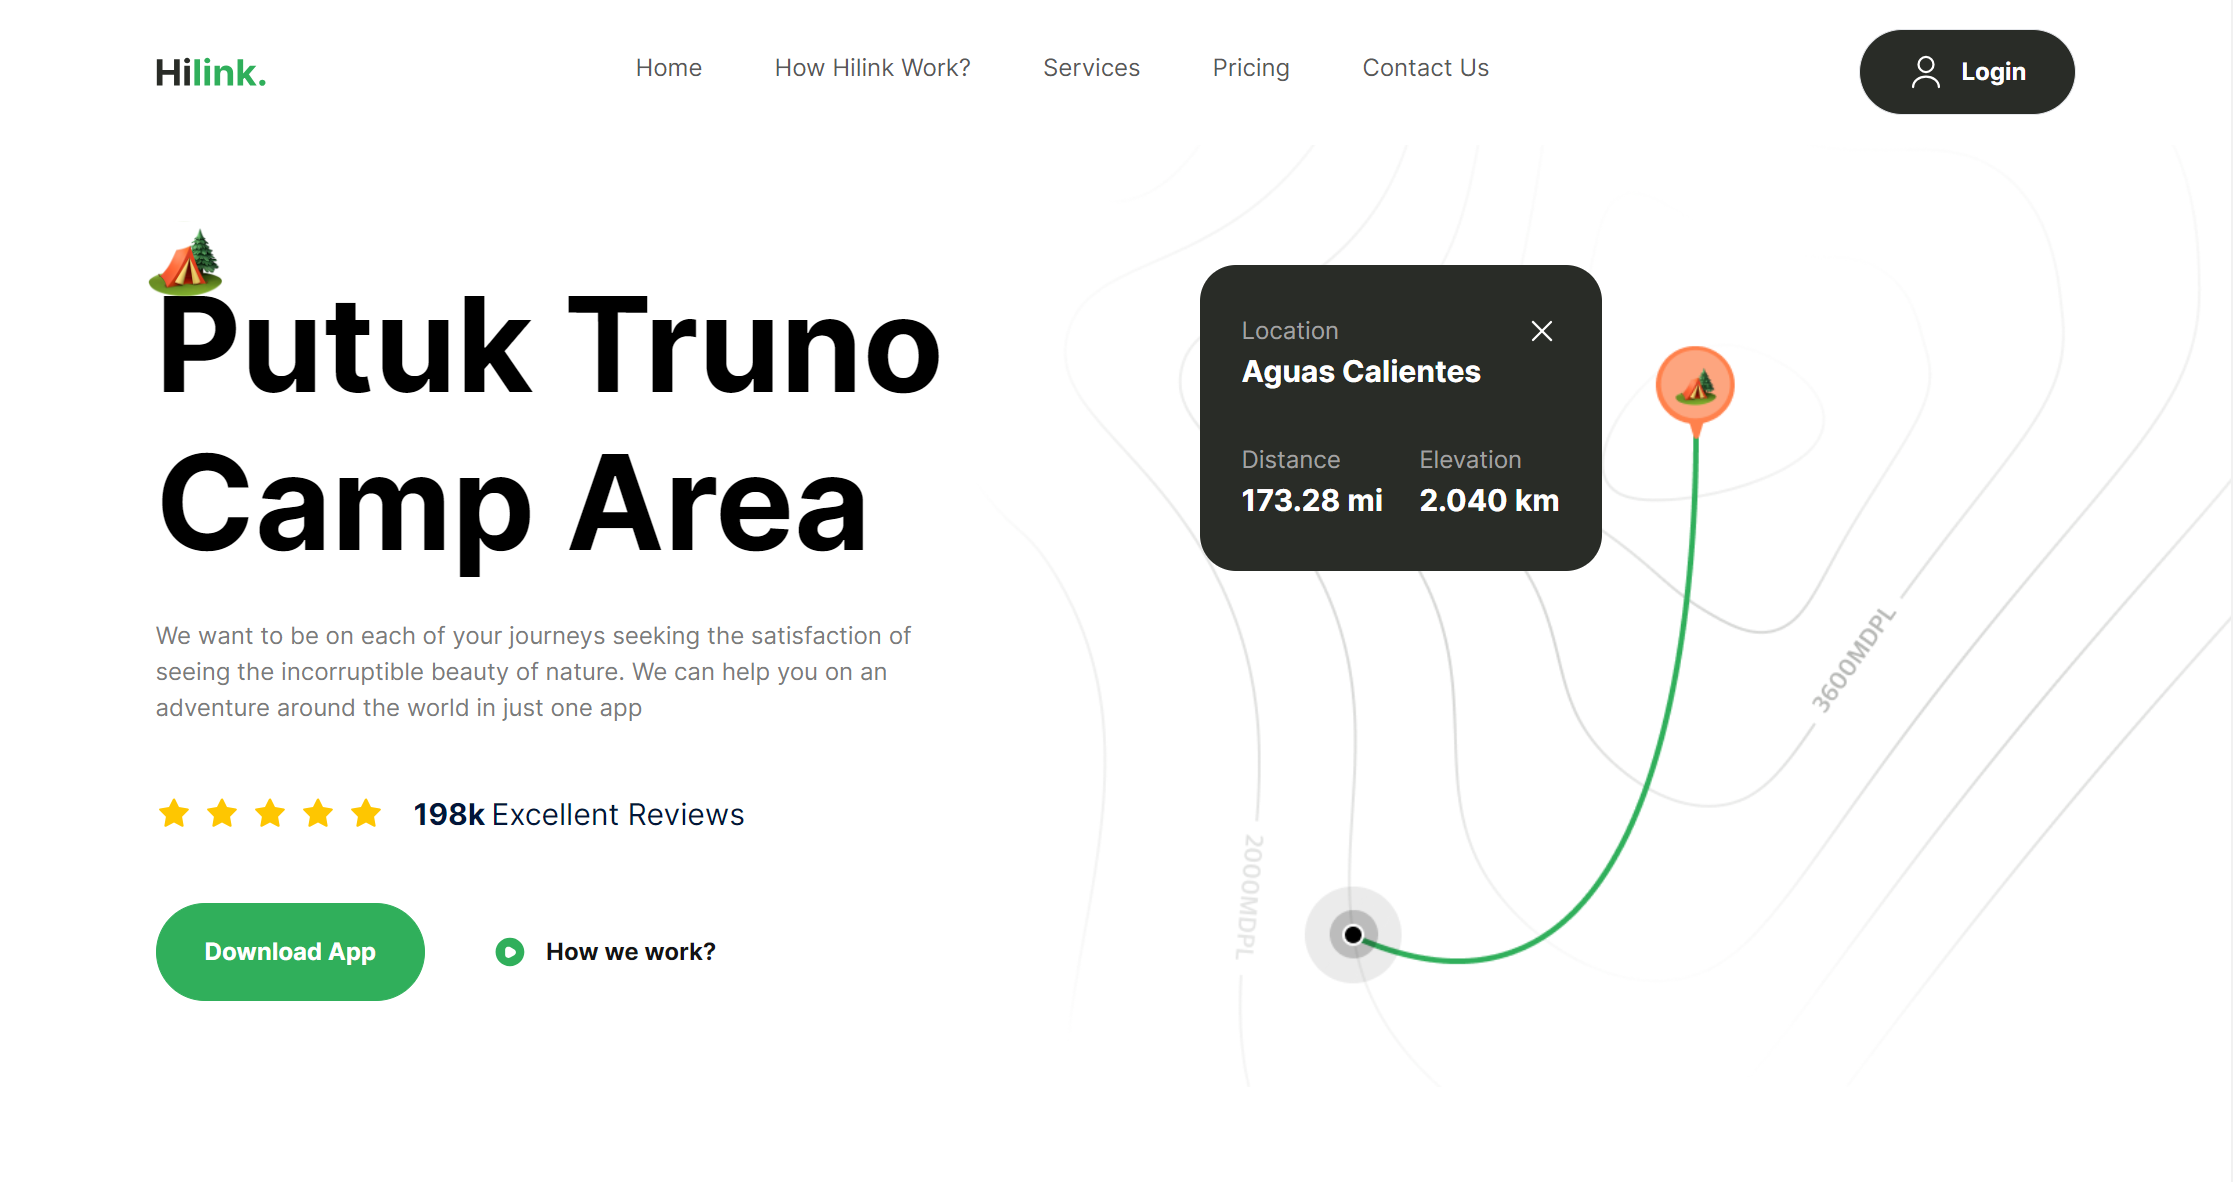 Hilink.
Home
How Hilink Work?
Services
Pricing
Contact Us
Login
Putuk Truno
Camp Area
We want to be on each of your journeys seeking the satisfaction of
seeing the incorruptible beauty of nature. We can help you on an
adventure around the world in just one app
198k Excellent Reviews
Download App
How we work?
Location
Aguas Calientes
Distance
173.28 mi
Elevation
2.040 km
3600MDPL
2000MDPL